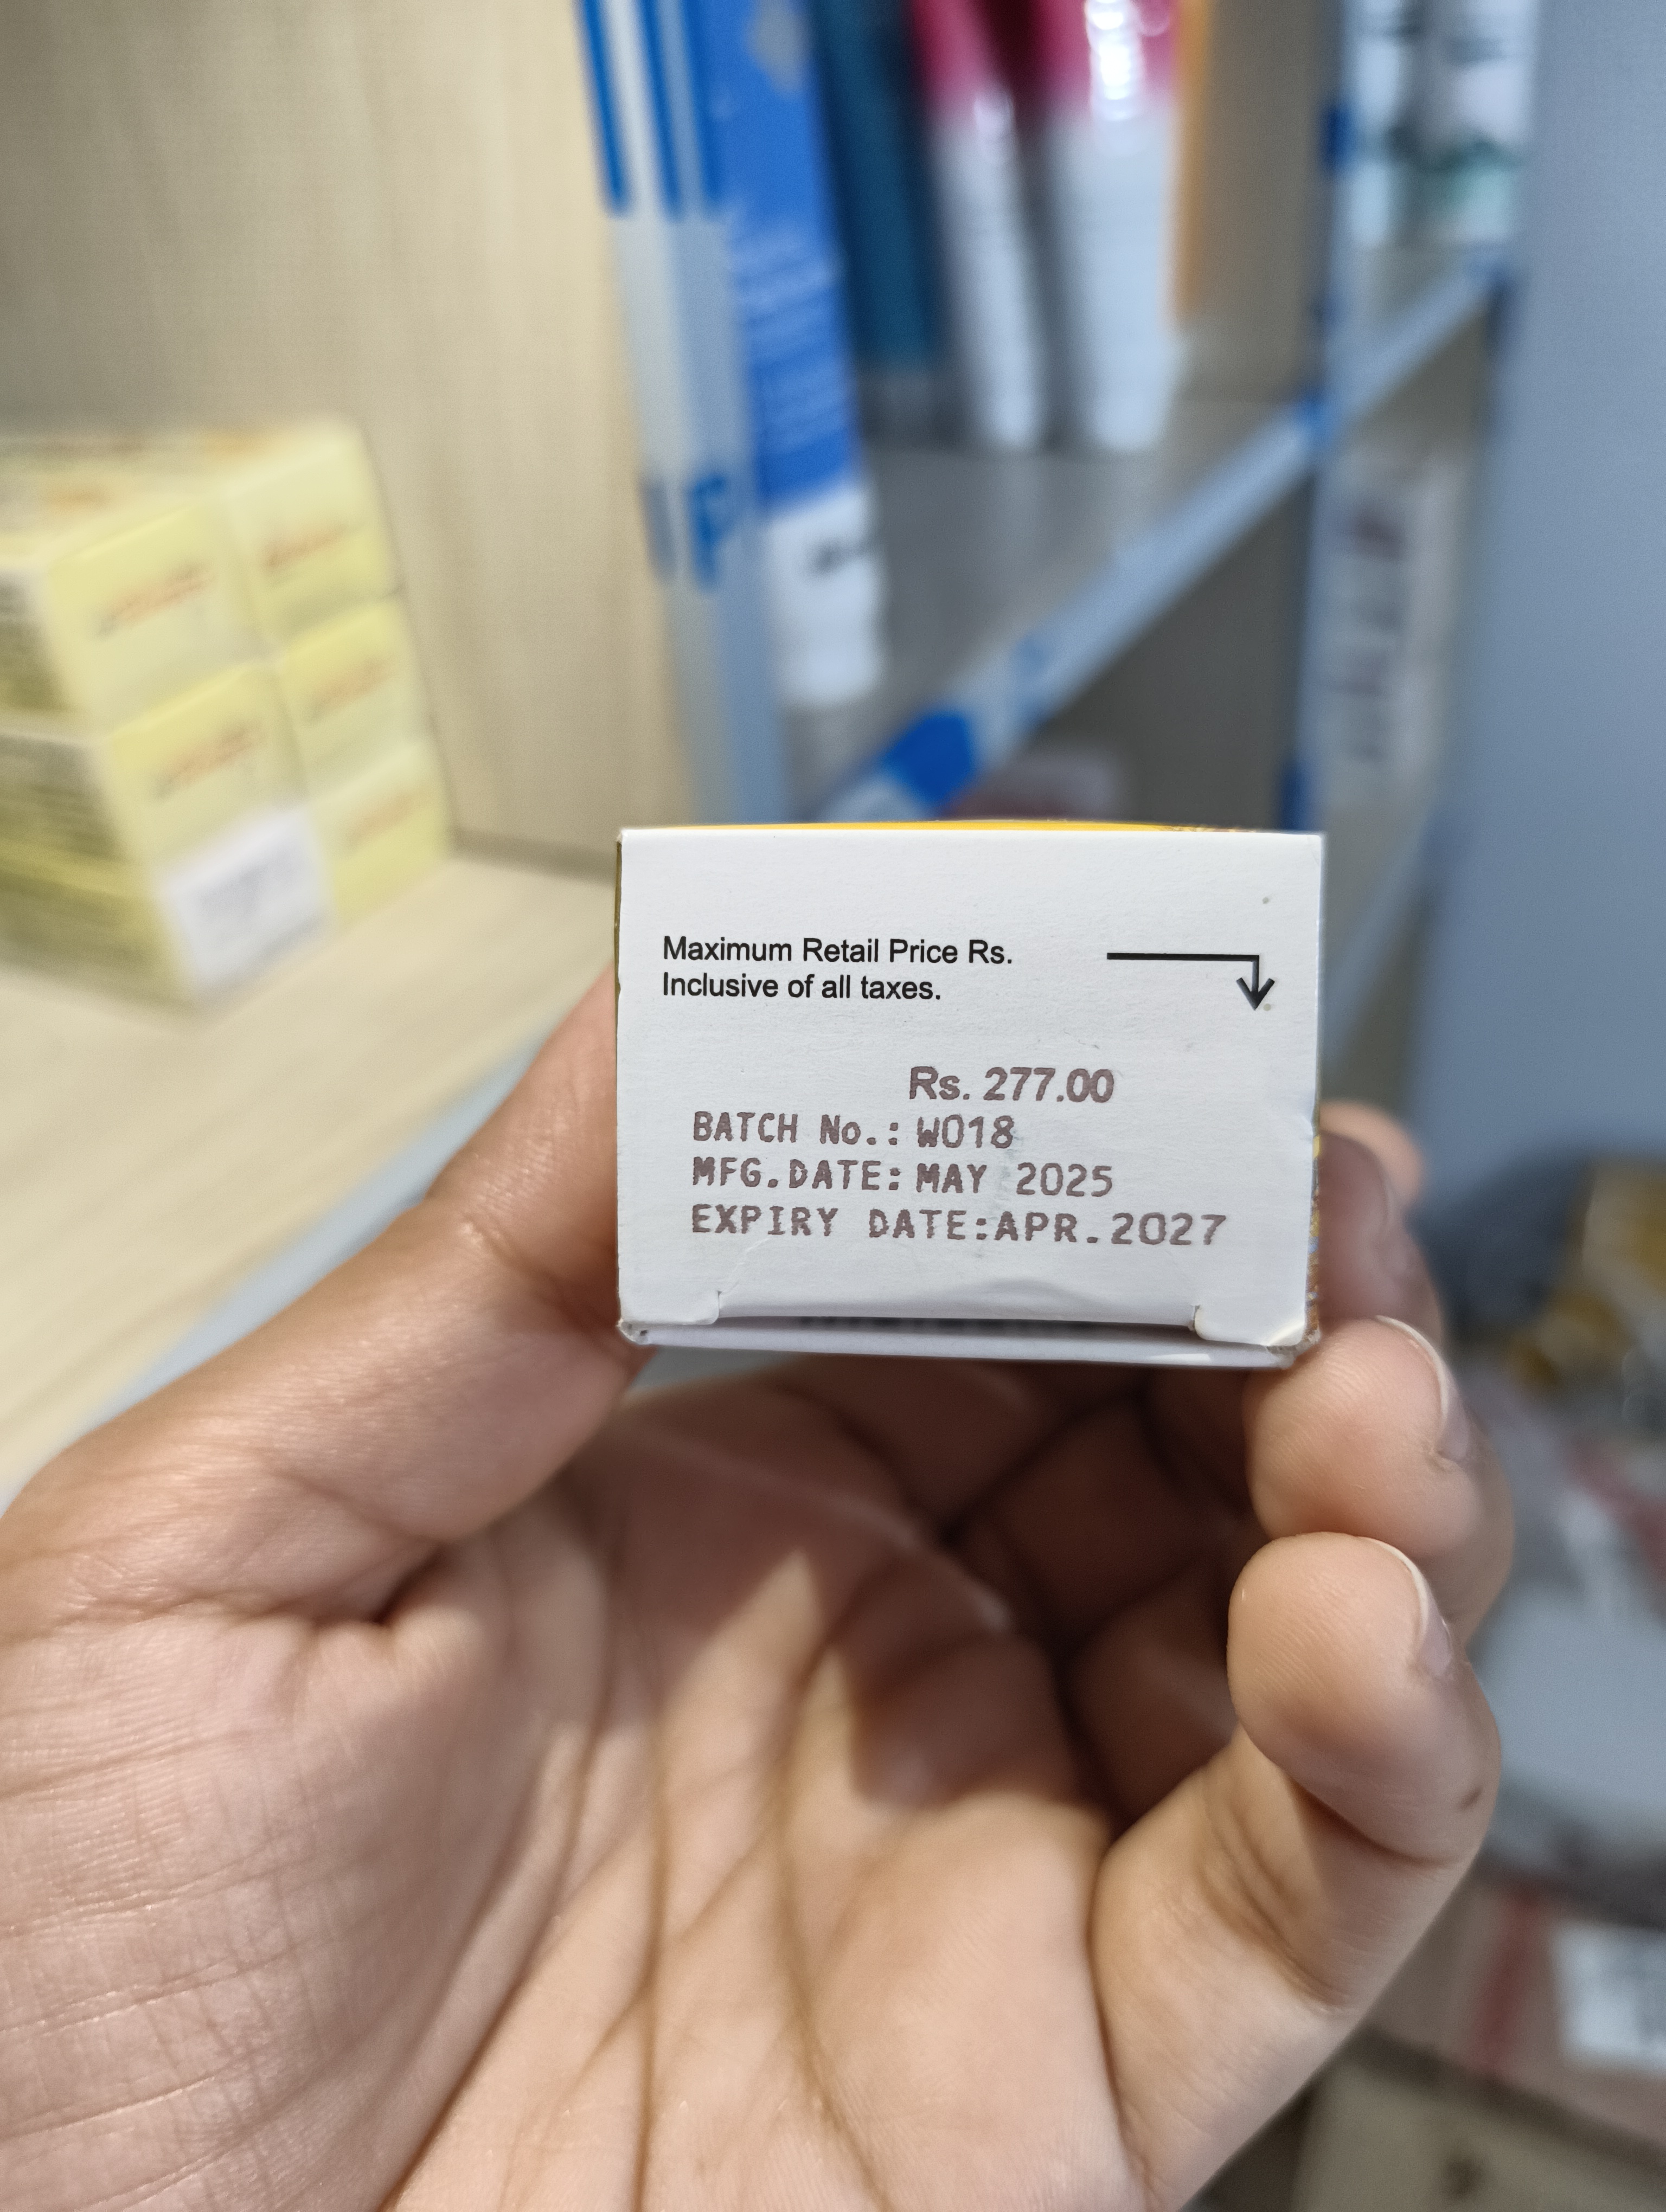 Maximum Retail Price Rs.
Inclusive of all taxes.
Rs. 277.00
BATCH No.: W018
MFG.DATE: MAY 2025
EXPIRY DATE:APR.2027